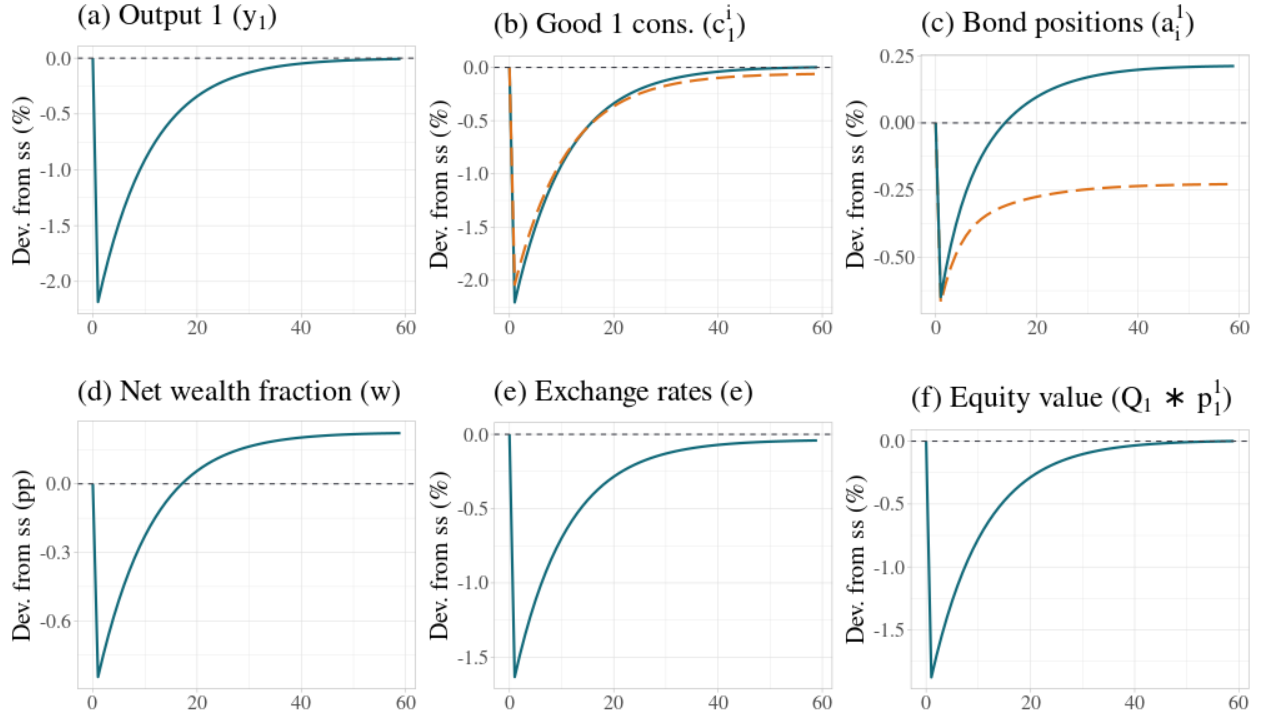 (a) Output 1 (y1)
Dev. from ss (%)
0.0
-0.5
-1.0
-1.5
-2.0
0 20 40 60
(b) Good 1 cons. (c1i)
Dev. from ss (%)
0.0
-0.5
-1.0
-1.5
-2.0
0 20 40 60
(c) Bond positions (ai1)
Dev. from ss (%)
0.25
0.00
-0.25
-0.50
0 20 40 60
(d) Net wealth fraction (w)
Dev. from ss (pp)
0.0
-0.3
-0.6
0 20 40 60
(e) Exchange rates (e)
Dev. from ss (%)
0.0
-0.5
-1.0
-1.5
0 20 40 60
(f) Equity value (Q1 * p11)
Dev. from ss (%)
0.0
-0.5
-1.0
-1.5
0 20 40 60